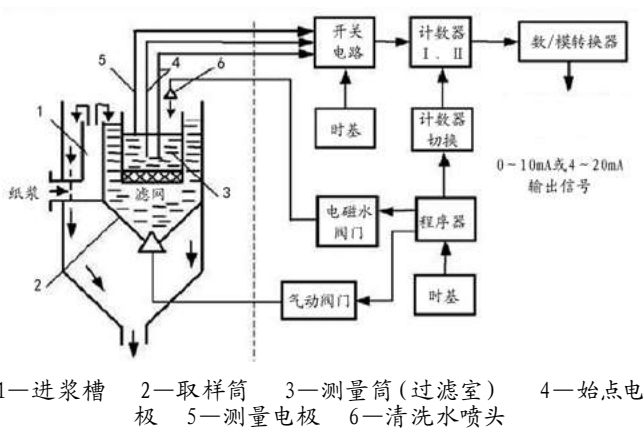 5 4 6
1
3
2
纸浆
滤网
开关
电路
计数器
Ⅰ．Ⅱ
数/模转换器
时基
计数器
切换
0～10mA或4～20mA
输出信号
电磁水
阀门
程序器
气动阀门
时基
1—进浆槽 2—取样筒 3—测量筒(过滤室) 4—始点电
极 5—测量电极 6—清洗水喷头